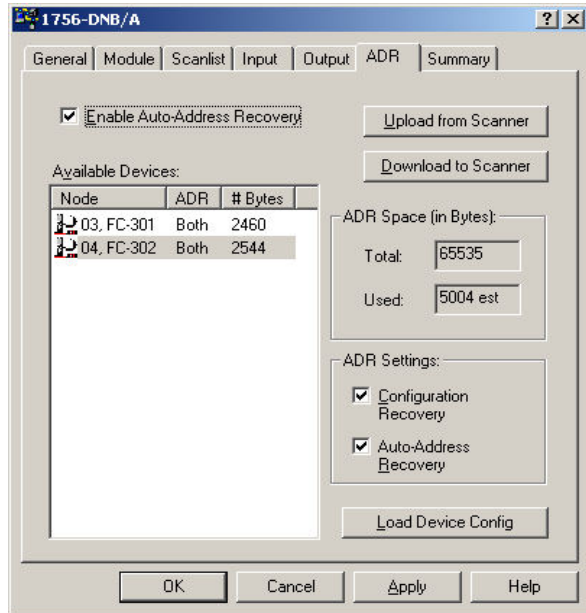 1756-DNB/A
General Module Scanlist Input Output ADR Summary
Enable Auto-Address Recovery
Upload from Scanner
Download to Scanner
Available Devices:
Node ADR # Bytes
03, FC-301 Both 2460
04, FC-302 Both 2544
ADR Space (in Bytes):
Total: 65535
Used: 5004 est
ADR Settings:
Configuration
Recovery
Auto-Address
Recovery
Load Device Config
OK Cancel Apply Help